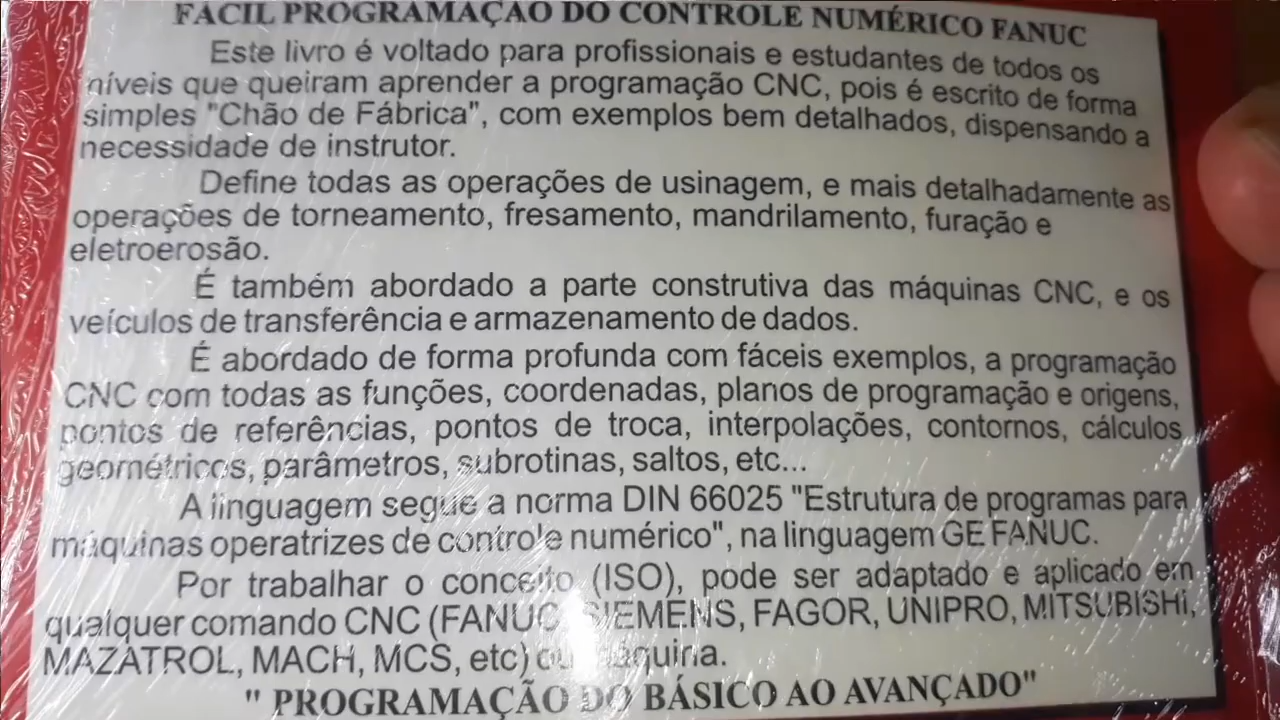 FÁCIL PROGRAMAÇÃO DO CONTROLE NUMÉRICO FANUC
Este livro é voltado para profissionais e estudantes de todos os
níveis que queiram aprender a programação CNC, pois é escrito de forma
simples "Chão de Fábrica", com exemplos bem detalhados, dispensando a
necessidade de instrutor.
Define todas as operações de usinagem, e mais detalhadamente as
operações de torneamento, fresamento, mandrilamento, furação e
eletroerosão.
É também abordado a parte construtiva das máquinas CNC, e os
veículos de transferência e armazenamento de dados.
É abordado de forma profunda com fáceis exemplos, a programação
CNC com todas as funções, coordenadas, planos de programação e origens,
pontos de referências, pontos de troca, interpolações, contornos, cálculos
geométricos, parâmetros, subrotinas, saltos, etc...
A linguagem segue a norma DIN 66025 "Estrutura de programas para
máquinas operatrizes de controle numérico", na linguagem GE FANUC.
Por trabalhar o conceito (ISO), pode ser adaptado e aplicado em
qualquer comando CNC (FANUC, SIEMENS, FAGOR, UNIPRO, MITSUBISHI,
MAZATROL, MACH, MCS, etc) ou máquina.
" PROGRAMAÇÃO DO BÁSICO AO AVANÇADO"